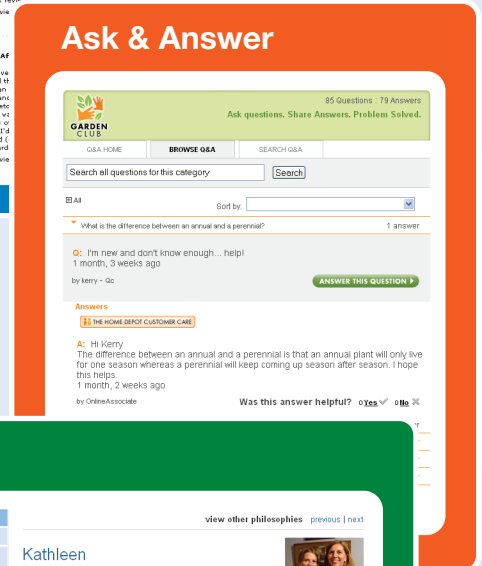 Ask & Answer
GARDEN
CLUB
85 Questions : 79 Answers
Ask questions. Share Answers. Problem Solved.
Q&A HOME
BROWSE Q&A
SEARCH Q&A
Search all questions for this category
Search
All
Sort by:
What is the difference between an annual and a perennial?
1 answer
Q: I'm new and don't know enough... help!
1 month, 3 weeks ago
by kerry - Qc
ANSWER THIS QUESTION
Answers
THE HOME DEPOT CUSTOMER CARE
A: Hi Kerry
The difference between an annual and a perennial is that an annual plant will only live
for one season whereas a perennial will keep coming up season after season. I hope
this helps.
1 month, 2 weeks ago
by OnlineAssociate
Was this answer helpful? 0 Yes 0 No
view other philosophies previous | next
Kathleen